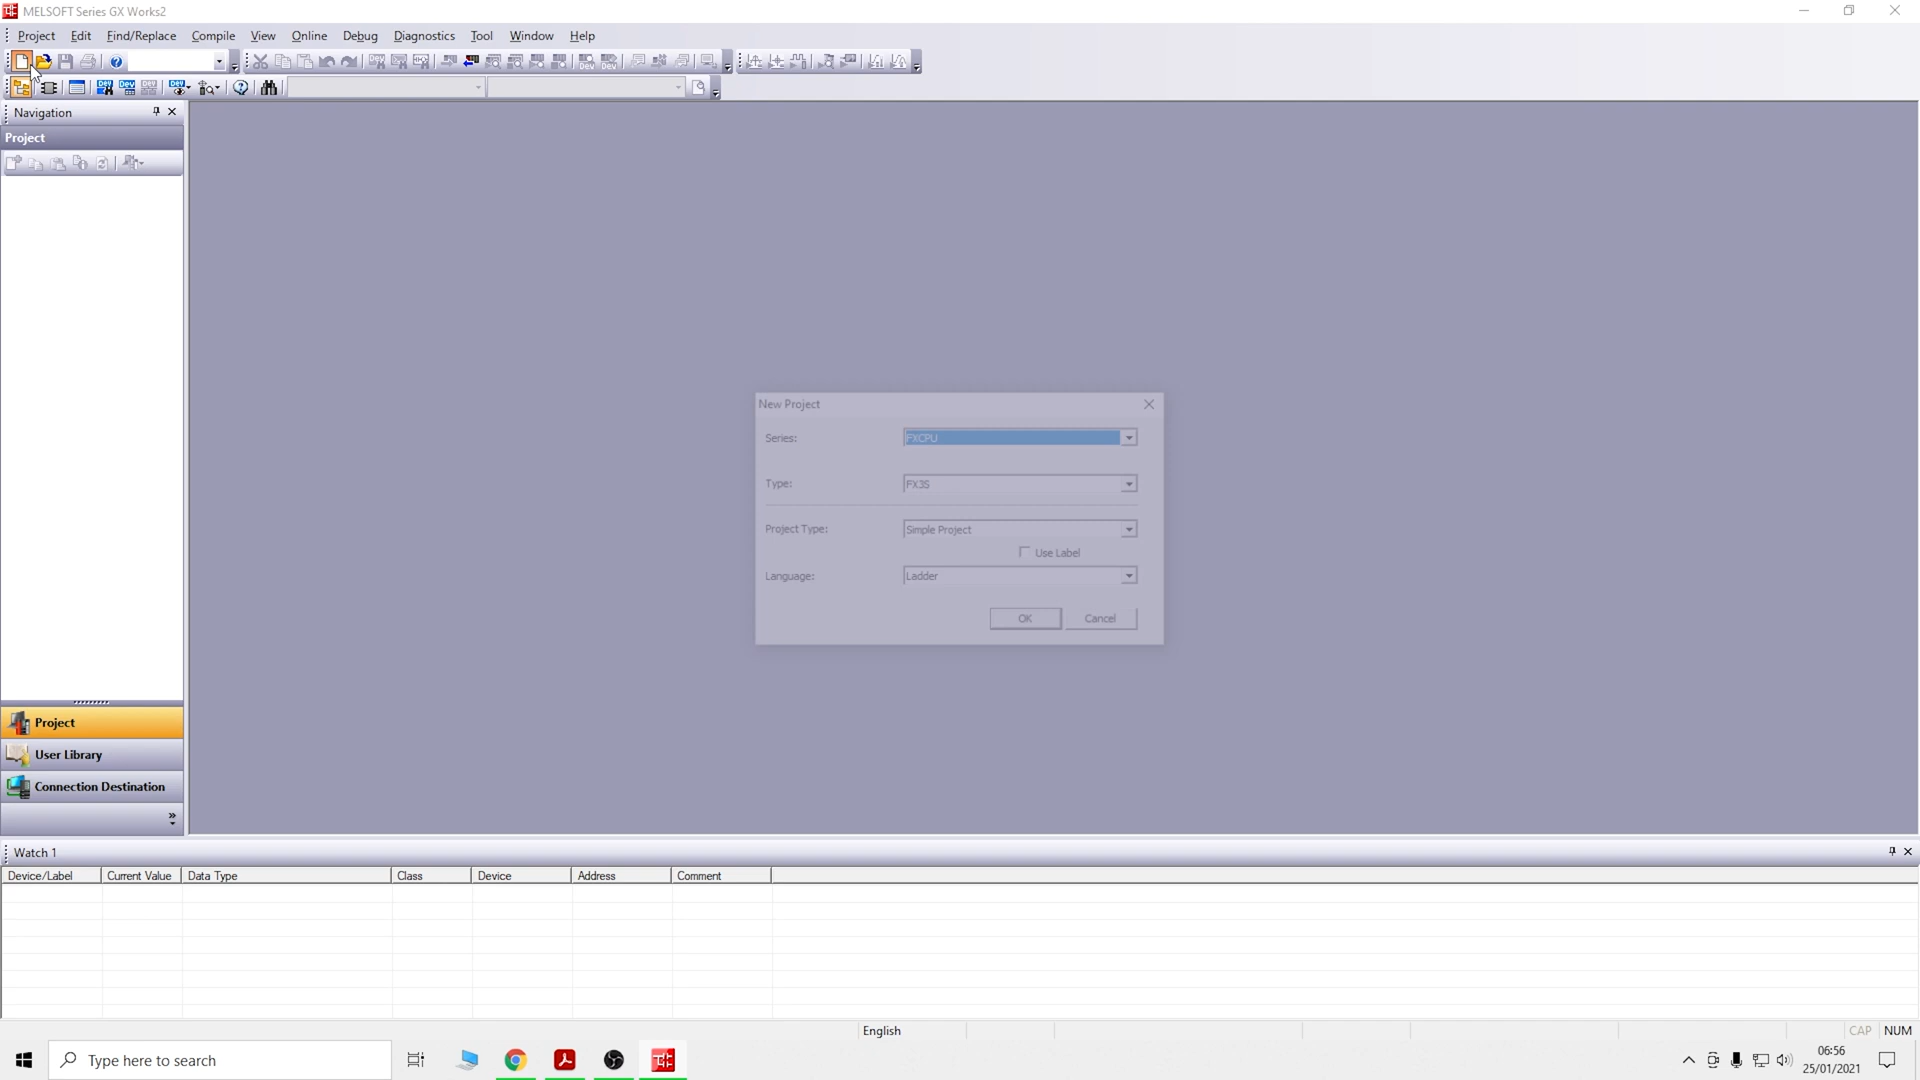 MELSOFT Series GX Works2
Project Edit Find/Replace Compile View Online Debug Diagnostics Tool Window Help
Navigation
Project
New Project
Series: FXCPU
Type: FX3S
Project Type: Simple Project
Use Label
Language: Ladder
OK Cancel
Project
User Library
Connection Destination
Watch 1
Device/Label Current Value Data Type Class Device Address Comment
English CAP NUM
Type here to search
06:56
25/01/2021